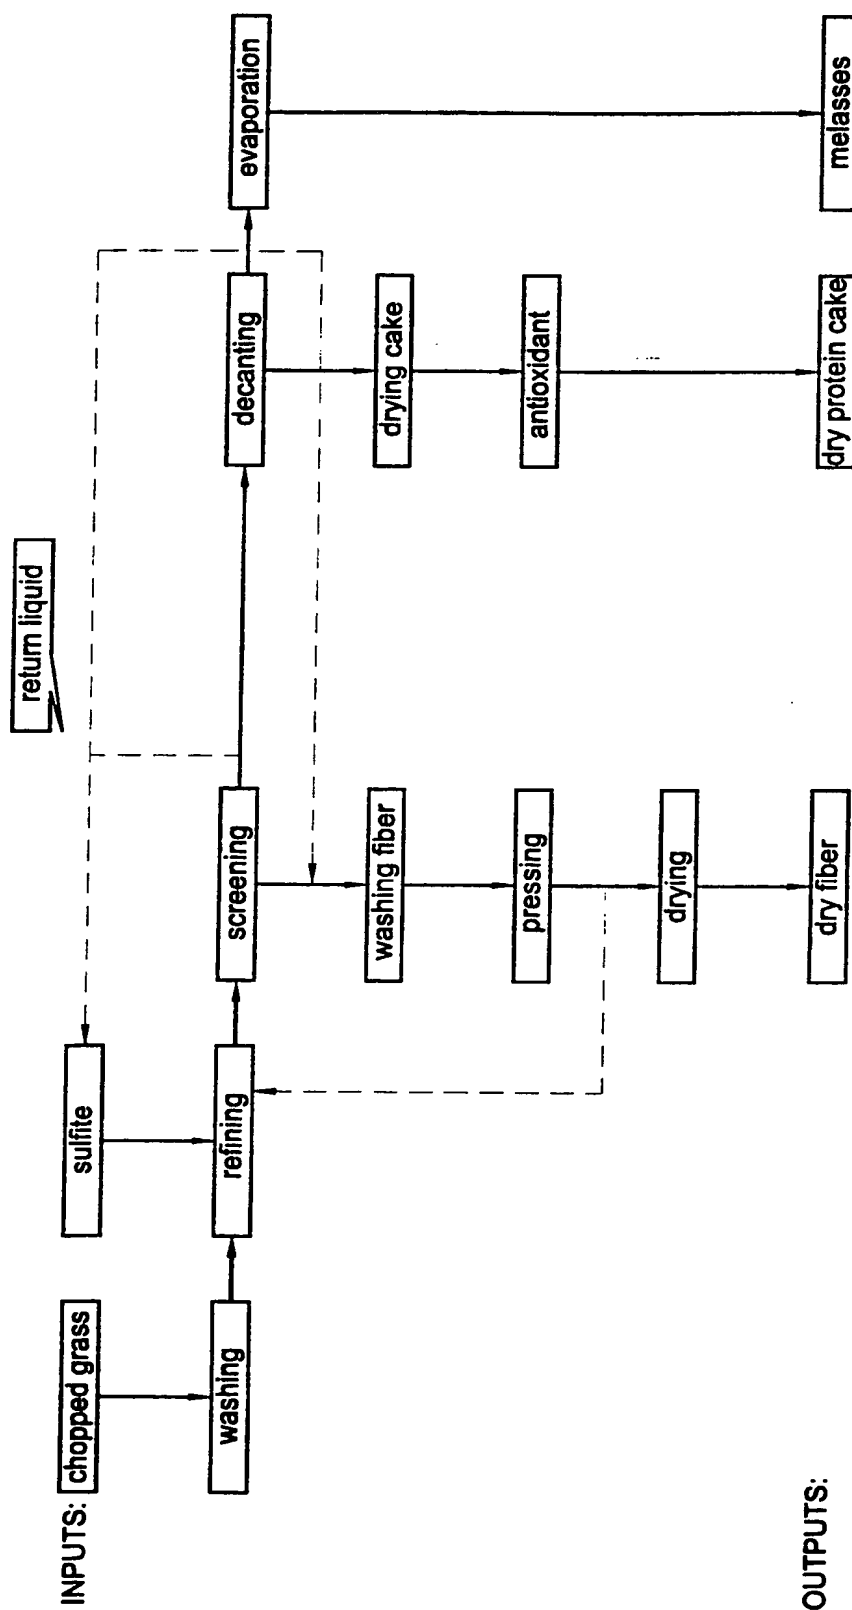 return liquid
INPUTS:
chopped grass
sulfite
washing
refining
screening
decanting
evaporation
washing fiber
drying cake
pressing
antioxidant
drying
OUTPUTS:
dry fiber
dry protein cake
melasses